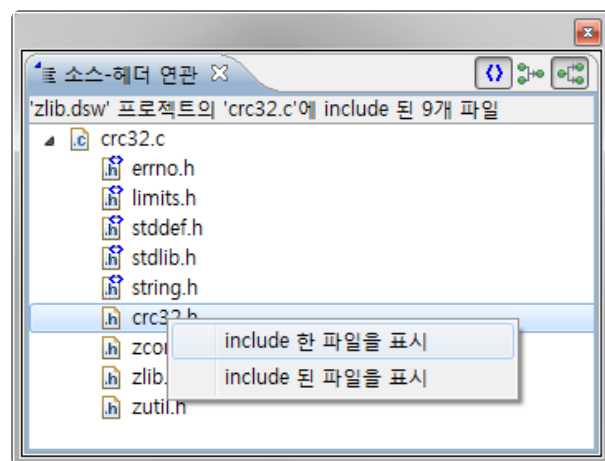 소스-헤더 연관
'zlib.dsw' 프로젝트의 'crc32.c'에 include 된 9개 파일
.c crc32.c
.h errno.h
.h limits.h
.h stddef.h
.h stdlib.h
.h string.h
.h crc32.h
.h
.h zlib.
.h zutil.h
include 한 파일을 표시
include 된 파일을 표시